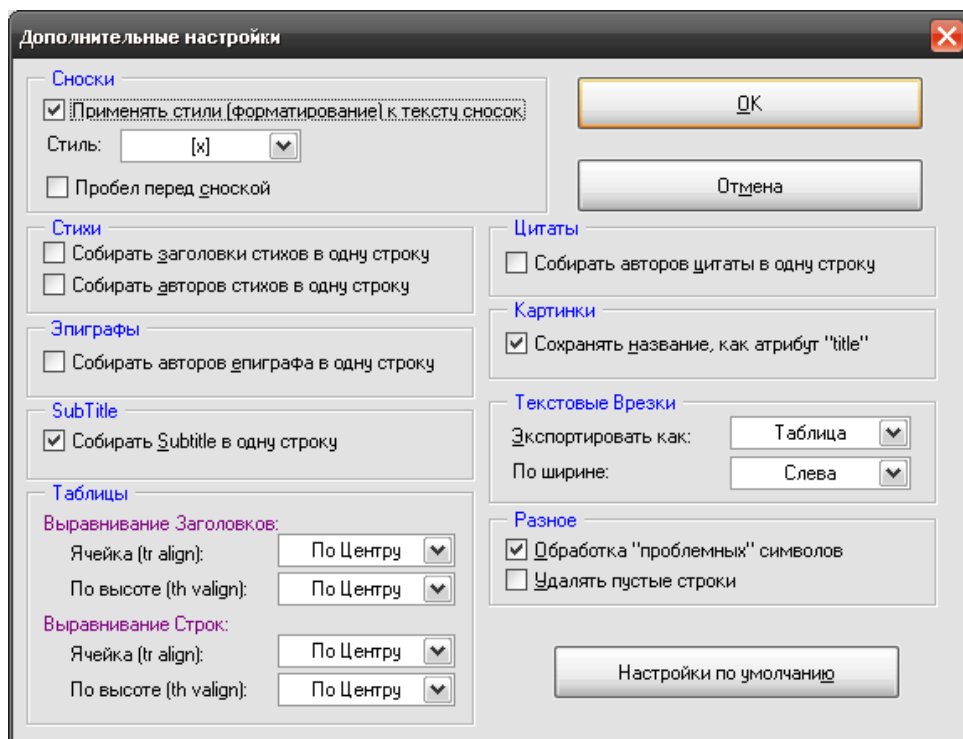 Дополнительные настройки
Сноски
Применять стили (форматирование) к тексту сносок
Стиль: [x]
Пробел перед сноской
OK
Отмена
Стихи
Собирать заголовки стихов в одну строку
Собирать авторов стихов в одну строку
Эпиграфы
Собирать авторов епиграфа в одну строку
SubTitle
Собирать Subtitle в одну строку
Таблицы
Выравнивание Заголовков:
Ячейка (tr align): По Центру
По высоте (th valign): По Центру
Выравнивание Строк:
Ячейка (tr align): По Центру
По высоте (th valign): По Центру
Цитаты
Собирать авторов цитаты в одну строку
Картинки
Сохранять название, как атрибут "title"
Текстовые Врезки
Экспортировать как: Таблица
По ширине: Слева
Разное
Обработка "проблемных" символов
Удалять пустые строки
Настройки по умолчанию